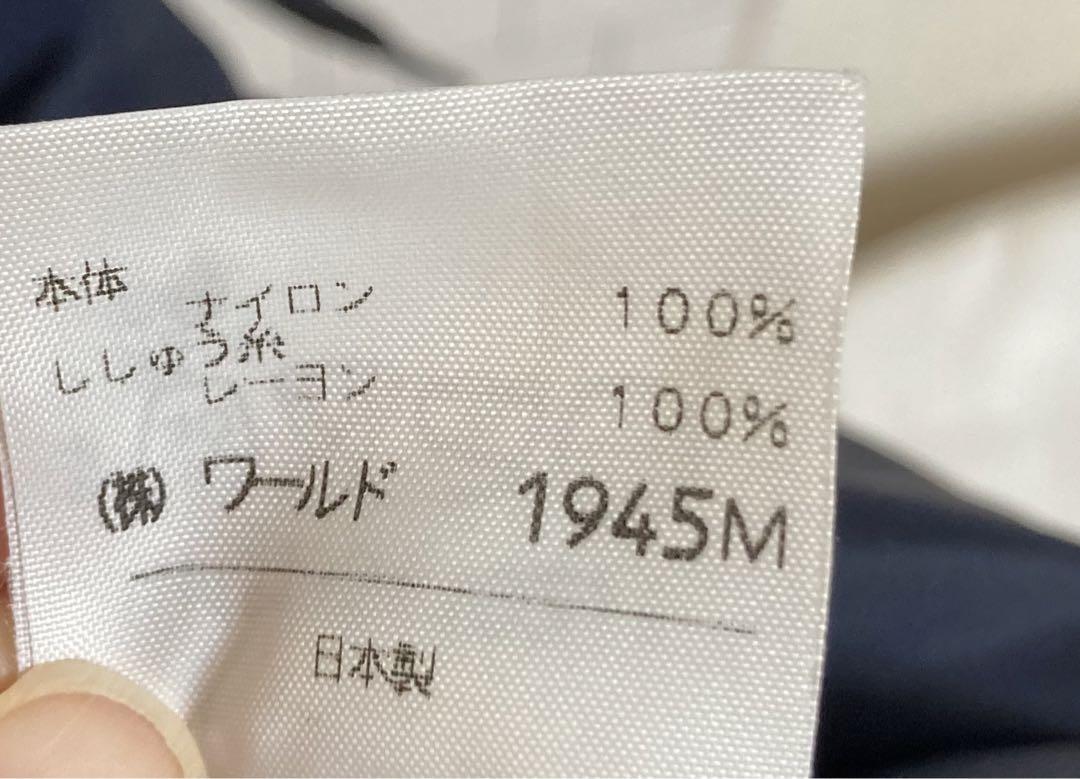 本体
ナイロン 100%
ししゅう糸
レーヨン 100%
(株) ワールド 1945M
日本製